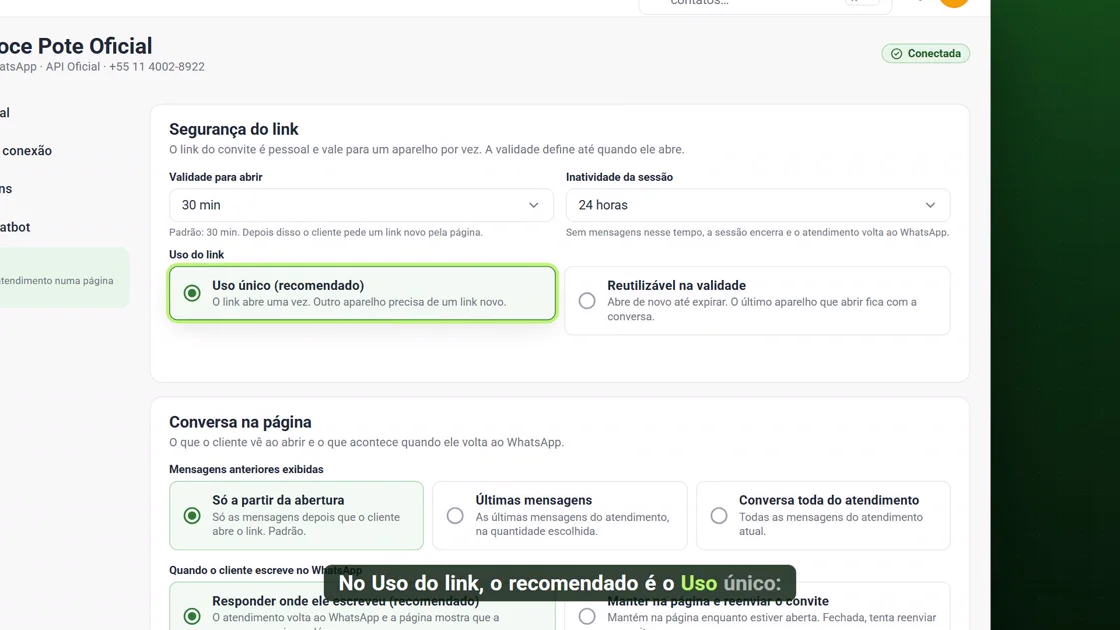 contatos…
oce Pote Oficial
atsApp · API Oficial · +55 11 4002-8922
Conectada
al
conexão
ns
atbot
tendimento numa página
Segurança do link
O link do convite é pessoal e vale para um aparelho por vez. A validade define até quando ele abre.
Validade para abrir
Inatividade da sessão
30 min
24 horas
Padrão: 30 min. Depois disso o cliente pede um link novo pela página.
Sem mensagens nesse tempo, a sessão encerra e o atendimento volta ao WhatsApp.
Uso do link
Uso único (recomendado)
O link abre uma vez. Outro aparelho precisa de um link novo.
Reutilizável na validade
Abre de novo até expirar. O último aparelho que abrir fica com a
conversa.
Conversa na página
O que o cliente vê ao abrir e o que acontece quando ele volta ao WhatsApp.
Mensagens anteriores exibidas
Só a partir da abertura
Só as mensagens depois que o cliente
abre o link. Padrão.
Últimas mensagens
As últimas mensagens do atendimento,
na quantidade escolhida.
Conversa toda do atendimento
Todas as mensagens do atendimento
atual.
Quando o cliente escreve no WhatsApp
No Uso do link, o recomendado é o Uso único:
Responder onde ele escreveu (recomendado)
O atendimento volta ao WhatsApp e a página mostra que a
Manter na página e reenviar o convite
Mantém na página enquanto estiver aberta. Fechada, tenta reenviar